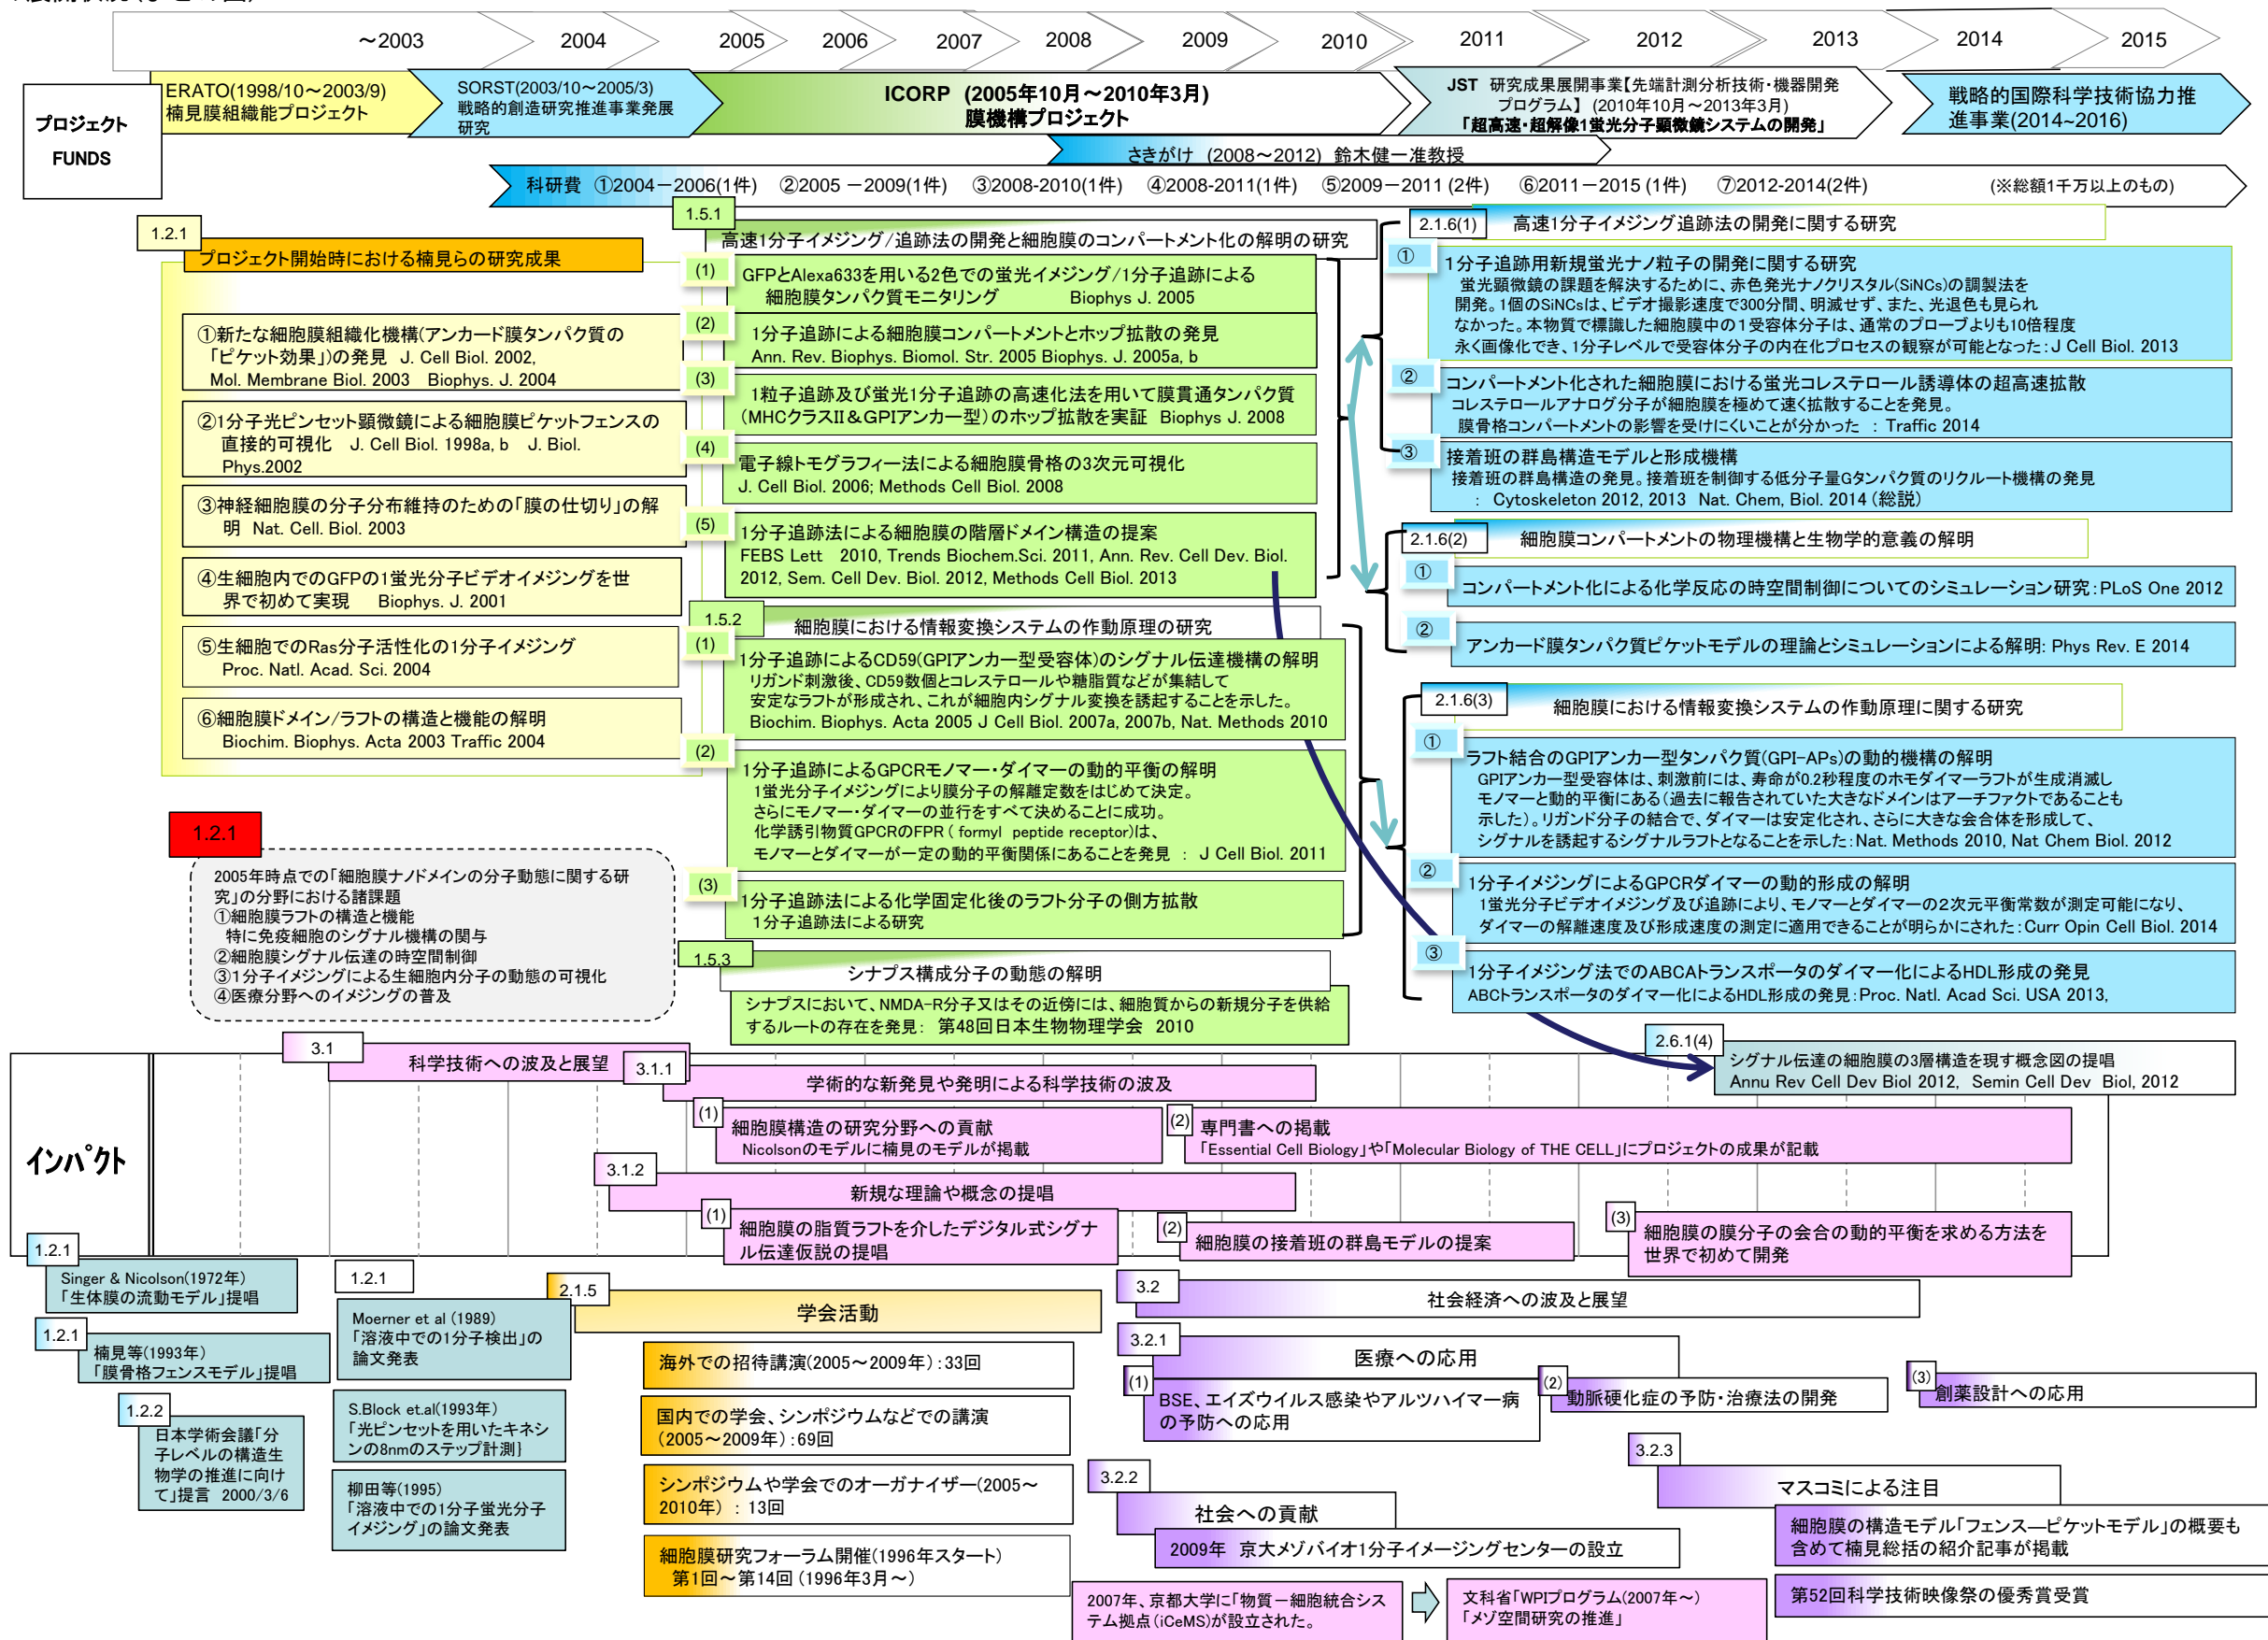 ～2003
2004
2005
2006
2007
2008
2009
2010
2011
2012
2013
2014
2015
プロジェクト
FUNDS
ERATO(1998/10～2003/9)
楠見膜組織能プロジェクト
SORST(2003/10～2005/3)
戦略的創造研究推進事業発展
研究
ICORP (2005年10月～2010年3月)
膜機構プロジェクト
JST 研究成果展開事業【先端計測分析技術・機器開発
プログラム】 (2010年10月～2013年3月)
「超高速・超解像1蛍光分子顕微鏡システムの開発」
戦略的国際科学技術協力推
進事業(2014~2016)
さきがけ (2008～2012) 鈴木健一准教授
科研費 ①2004－2006(1件) ②2005 －2009(1件) ③2008-2010(1件) ④2008-2011(1件) ⑤2009－2011 (2件) ⑥2011－2015 (1件) ⑦2012-2014(2件) (※総額1千万以上のもの)
1.2.1
プロジェクト開始時における楠見らの研究成果
①新たな細胞膜組織化機構(アンカード膜タンパク質の
「ピケット効果」)の発見 J. Cell Biol. 2002,
Mol. Membrane Biol. 2003 Biophys. J. 2004
②1分子光ピンセット顕微鏡による細胞膜ピケットフェンスの
直接的可視化 J. Cell Biol. 1998a, b J. Biol.
Phys.2002
③神経細胞膜の分子分布維持のための「膜の仕切り」の解
明 Nat. Cell. Biol. 2003
④生細胞内でのGFPの1蛍光分子ビデオイメジングを世
界で初めて実現 Biophys. J. 2001
⑤生細胞でのRas分子活性化の1分子イメジング
Proc. Natl. Acad. Sci. 2004
⑥細胞膜ドメイン/ラフトの構造と機能の解明
Biochim. Biophys. Acta 2003 Traffic 2004
1.2.1
2005年時点での「細胞膜ナノドメインの分子動態に関する研
究」の分野における諸課題
①細胞膜ラフトの構造と機能
特に免疫細胞のシグナル機構の関与
②細胞膜シグナル伝達の時空間制御
③1分子イメジングによる生細胞内分子の動態の可視化
④医療分野へのイメジングの普及
1.5.1
高速1分子イメジング/追跡法の開発と細胞膜のコンパートメント化の解明の研究
(1)
GFPとAlexa633を用いる2色での蛍光イメジング/1分子追跡による
細胞膜タンパク質モニタリング Biophys J. 2005
(2)
1分子追跡による細胞膜コンパートメントとホップ拡散の発見
Ann. Rev. Biophys. Biomol. Str. 2005 Biophys. J. 2005a, b
(3)
1粒子追跡及び蛍光1分子追跡の高速化法を用いて膜貫通タンパク質
(MHCクラスII＆GPIアンカー型)のホップ拡散を実証 Biophys J. 2008
(4)
電子線トモグラフィー法による細胞膜骨格の3次元可視化
J. Cell Biol. 2006; Methods Cell Biol. 2008
(5)
1分子追跡法による細胞膜の階層ドメイン構造の提案
FEBS Lett 2010, Trends Biochem.Sci. 2011, Ann. Rev. Cell Dev. Biol.
2012, Sem. Cell Dev. Biol. 2012, Methods Cell Biol. 2013
1.5.2
細胞膜における情報変換システムの作動原理の研究
(1)
1分子追跡によるCD59(GPIアンカー型受容体)のシグナル伝達機構の解明
リガンド刺激後、CD59数個とコレステロールや糖脂質などが集結して
安定なラフトが形成され、これが細胞内シグナル変換を誘起することを示した。
Biochim. Biophys. Acta 2005 J Cell Biol. 2007a, 2007b, Nat. Methods 2010
(2)
1分子追跡によるGPCRモノマー・ダイマーの動的平衡の解明
1蛍光分子イメジングにより膜分子の解離定数をはじめて決定。
さらにモノマー・ダイマーの並行をすべて決めることに成功。
化学誘引物質GPCRのFPR ( formyl peptide receptor)は、
モノマーとダイマーが一定の動的平衡関係にあることを発見 ： J Cell Biol. 2011
(3)
1分子追跡法による化学固定化後のラフト分子の側方拡散
1分子追跡法による研究
1.5.3
シナプス構成分子の動態の解明
シナプスにおいて、NMDA-R分子又はその近傍には、細胞質からの新規分子を供給
するルートの存在を発見： 第48回日本生物物理学会 2010
2.1.6(1)
高速1分子イメジング追跡法の開発に関する研究
①
1分子追跡用新規蛍光ナノ粒子の開発に関する研究
蛍光顕微鏡の課題を解決するために、赤色発光ナノクリスタル(SiNCs)の調製法を
開発。1個のSiNCsは、ビデオ撮影速度で300分間、明滅せず、また、光退色も見られ
なかった。本物質で標識した細胞膜中の１受容体分子は、通常のプローブよりも10倍程度
永く画像化でき、1分子レベルで受容体分子の内在化プロセスの観察が可能となった：J Cell Biol. 2013
②
コンパートメント化された細胞膜における蛍光コレステロール誘導体の超高速拡散
コレステロールアナログ分子が細胞膜を極めて速く拡散することを発見。
膜骨格コンパートメントの影響を受けにくいことが分かった ： Traffic 2014
③
接着班の群島構造モデルと形成機構
接着班の群島構造の発見。接着班を制御する低分子量Gタンパク質のリクルート機構の発見
： Cytoskeleton 2012, 2013 Nat. Chem, Biol. 2014 (総説)
2.1.6(2)
細胞膜コンパートメントの物理機構と生物学的意義の解明
①
コンパートメント化による化学反応の時空間制御についてのシミュレーション研究：PLoS One 2012
②
アンカード膜タンパク質ピケットモデルの理論とシミュレーションによる解明: Phys Rev. E 2014
2.1.6(3)
細胞膜における情報変換システムの作動原理に関する研究
①
ラフト結合のGPIアンカー型タンパク質(GPI-APs)の動的機構の解明
GPIアンカー型受容体は、刺激前には、寿命が0.2秒程度のホモダイマーラフトが生成消滅し
モノマーと動的平衡にある(過去に報告されていた大きなドメインはアーチファクトであることも
示した)。リガンド分子の結合で、ダイマーは安定化され、さらに大きな会合体を形成して、
シグナルを誘起するシグナルラフトとなることを示した：Nat. Methods 2010, Nat Chem Biol. 2012
②
1分子イメジングによるGPCRダイマーの動的形成の解明
1蛍光分子ビデオイメジング及び追跡により、モノマーとダイマーの２次元平衡常数が測定可能になり、
ダイマーの解離速度及び形成速度の測定に適用できることが明らかにされた：Curr Opin Cell Biol. 2014
③
1分子イメジング法でのABCAトランスポータのダイマー化によるHDL形成の発見
ABCトランスポータのダイマー化によるHDL形成の発見：Proc. Natl. Acad Sci. USA 2013,
2.6.1(4)
シグナル伝達の細胞膜の3層構造を現す概念図の提唱
Annu Rev Cell Dev Biol 2012, Semin Cell Dev Biol, 2012
インパクト
3.1
科学技術への波及と展望
3.1.1
学術的な新発見や発明による科学技術の波及
(1)
細胞膜構造の研究分野への貢献
Nicolsonのモデルに楠見のモデルが掲載
(2)
専門書への掲載
「Essential Cell Biology」や「Molecular Biology of THE CELL」にプロジェクトの成果が記載
3.1.2
新規な理論や概念の提唱
(1)
細胞膜の脂質ラフトを介したデジタル式シグナ
ル伝達仮説の提唱
(2)
細胞膜の接着班の群島モデルの提案
(3)
細胞膜の膜分子の会合の動的平衡を求める方法を
世界で初めて開発
1.2.1
Singer & Nicolson(1972年)
「生体膜の流動モデル」提唱
1.2.1
楠見等(1993年)
「膜骨格フェンスモデル」提唱
1.2.2
日本学術会議「分
子レベルの構造生
物学の推進に向け
て」提言 2000/3/6
1.2.1
Moerner et al (1989)
「溶液中での1分子検出」の
論文発表
S.Block et.al(1993年)
「光ピンセットを用いたキネシ
ンの8nmのステップ計測}
柳田等(1995)
「溶液中での1分子蛍光分子
イメジング」の論文発表
2.1.5
学会活動
海外での招待講演(2005～2009年)：33回
国内での学会、シンポジウムなどでの講演
(2005～2009年)：69回
シンポジウムや学会でのオーガナイザー(2005～
2010年) ： 13回
細胞膜研究フォーラム開催(1996年スタート)
第1回～第14回 (1996年3月～)
3.2
社会経済への波及と展望
3.2.1
医療への応用
(1)
BSE、エイズウイルス感染やアルツハイマー病
の予防への応用
(2)
動脈硬化症の予防・治療法の開発
(3)
創薬設計への応用
3.2.2
社会への貢献
2009年 京大メゾバイオ1分子イメージングセンターの設立
3.2.3
マスコミによる注目
細胞膜の構造モデル「フェンス―ピケットモデル」の概要も
含めて楠見総括の紹介記事が掲載
第52回科学技術映像祭の優秀賞受賞
2007年、京都大学に「物質－細胞統合シス
テム拠点(iCeMS)が設立された。
文科省「WPIプログラム(2007年～)
「メゾ空間研究の推進」